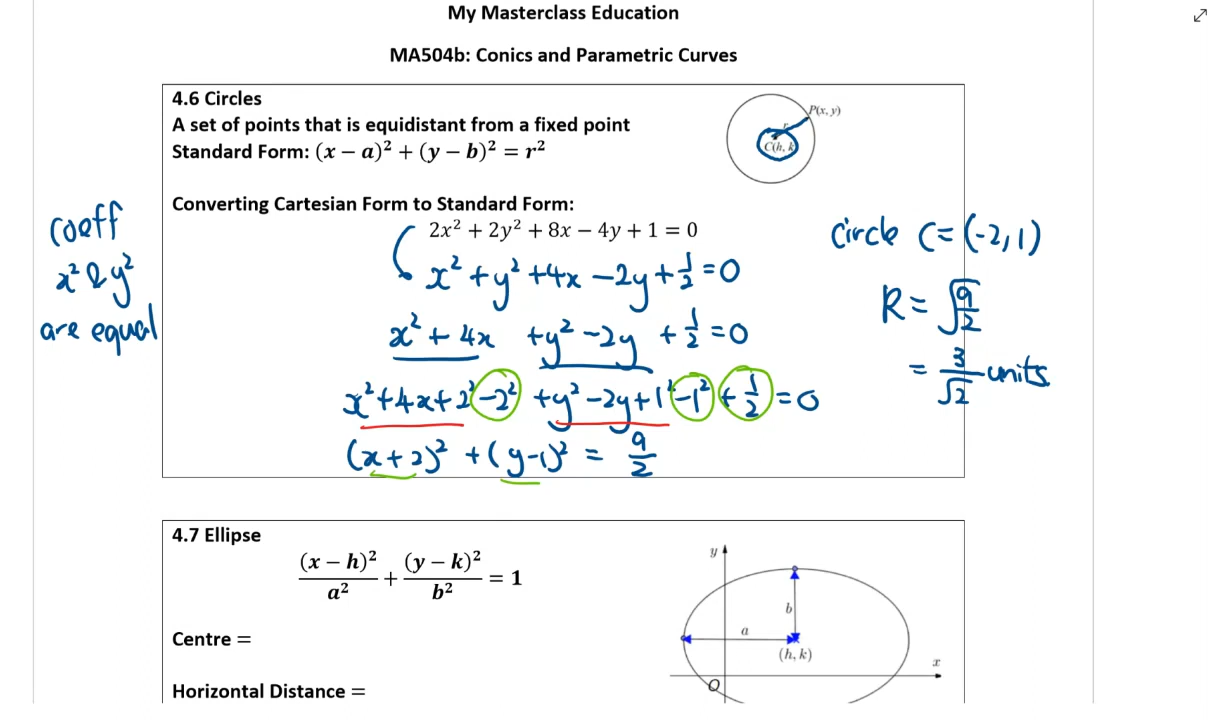 My Masterclass Education
MA504b: Conics and Parametric Curves
4.6 Circles
A set of points that is equidistant from a fixed point
Standard Form: (x − a)² + (y − b)² = r²
P(x, y)
r
C(h, k
Converting Cartesian Form to Standard Form:
2x² + 2y² + 8x − 4y + 1 = 0
x² + y² + 4x − 2y + 1/2 = 0
x² + 4x + y² − 2y + 1/2 = 0
x² + 4x + 2² − 2² + y² − 2y + 1² − 1² + 1/2 = 0
(x + 2)² + (y − 1)² = 9/2
coeff
x² & y²
are equal
circle C = (-2, 1)
R = √(9/2)
= 3/√2 units
4.7 Ellipse
(x − h)²/a² + (y − k)²/b² = 1
Centre =
Horizontal Distance =
y
b
a
(h, k)
x
O